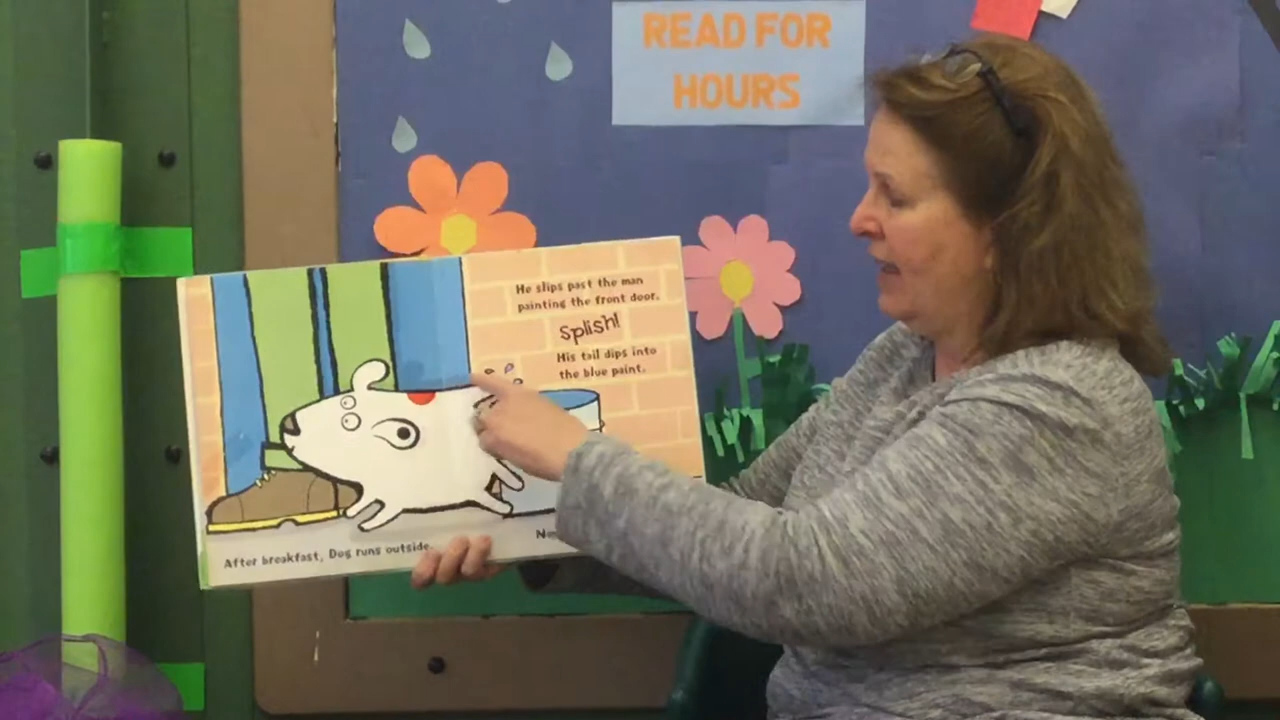 READ FOR
HOURS
He slips past the man
painting the front door.
Splish!
His tail dips into
the blue paint.
After breakfast, Dog runs outside.